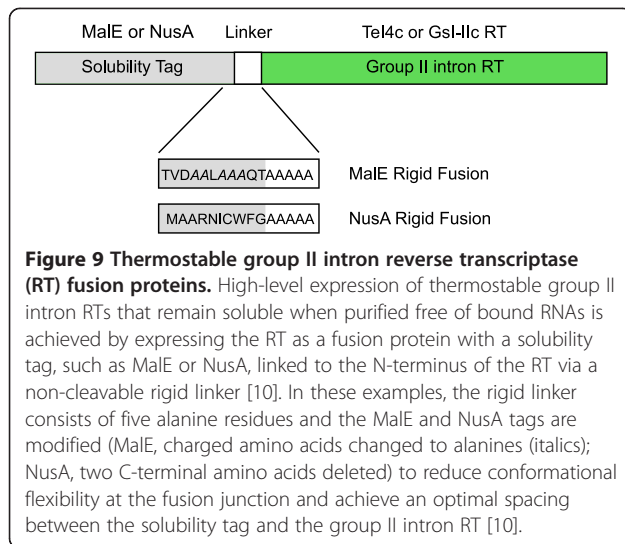 MalE or NusA Linker Tel4c or GsI-IIc RT
Solubility Tag Group II intron RT
TVDAALAAAQTAAAAA MalE Rigid Fusion
MAARNICWFGAAAAA NusA Rigid Fusion
Figure 9 Thermostable group II intron reverse transcriptase
(RT) fusion proteins. High-level expression of thermostable group II
intron RTs that remain soluble when purified free of bound RNAs is
achieved by expressing the RT as a fusion protein with a solubility
tag, such as MalE or NusA, linked to the N-terminus of the RT via a
non-cleavable rigid linker [10]. In these examples, the rigid linker
consists of five alanine residues and the MalE and NusA tags are
modified (MalE, charged amino acids changed to alanines (italics);
NusA, two C-terminal amino acids deleted) to reduce conformational
flexibility at the fusion junction and achieve an optimal spacing
between the solubility tag and the group II intron RT [10].